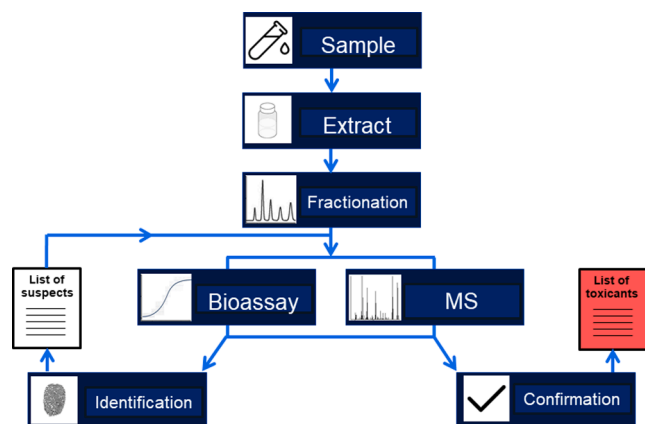 Sample
Extract
Fractionation
List of
suspects
Bioassay
MS
List of
toxicants
Identification
Confirmation